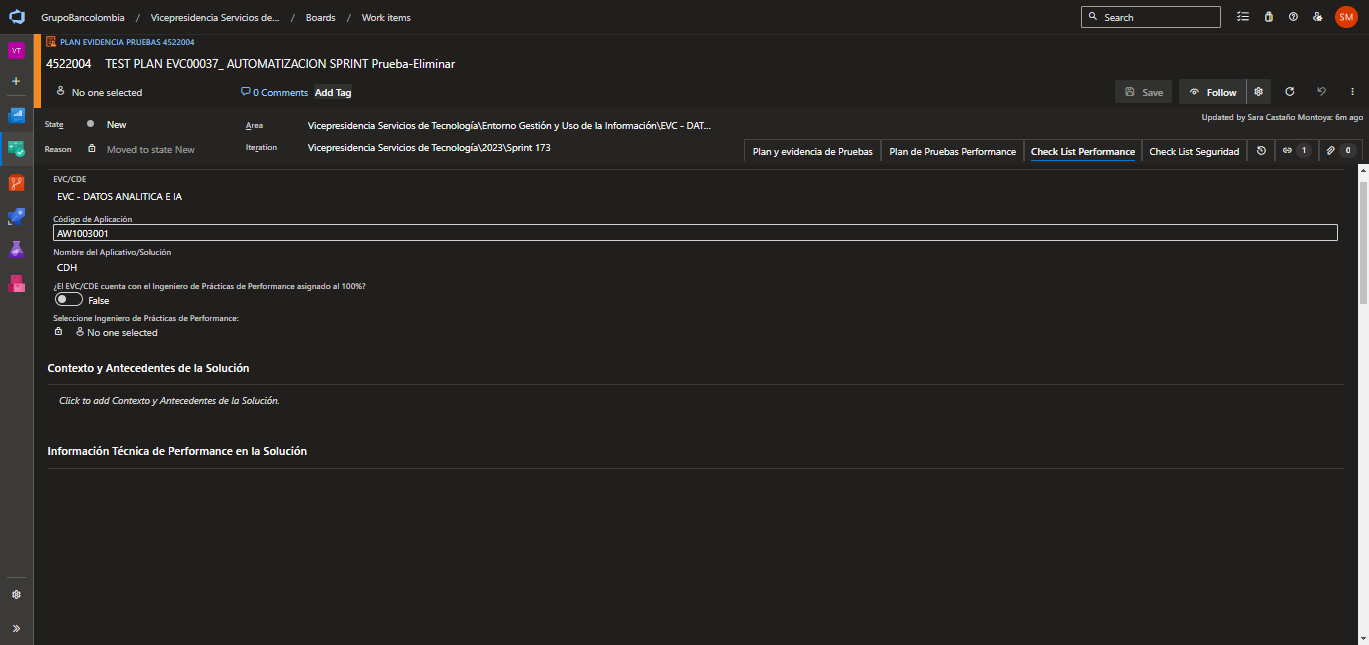 GrupoBancolombia / Vicepresidencia Servicios de... / Boards / Work items
Search
SM
VT
PLAN EVIDENCIA PRUEBAS 4522004
4522004 TEST PLAN EVC00037_ AUTOMATIZACION SPRINT Prueba-Eliminar
No one selected
0 Comments
Add Tag
Save
Follow
State
New
Area
Vicepresidencia Servicios de Tecnología\Entorno Gestión y Uso de la Información\EVC - DAT...
Updated by Sara Castaño Montoya: 6m ago
Reason
Moved to state New
Iteration
Vicepresidencia Servicios de Tecnología\2023\Sprint 173
Plan y evidencia de Pruebas
Plan de Pruebas Performance
Check List Performance
Check List Seguridad
1
0
EVC/CDE
EVC - DATOS ANALITICA E IA
Código de Aplicación
AW1003001
Nombre del Aplicativo/Solución
CDH
¿El EVC/CDE cuenta con el Ingeniero de Prácticas de Performance asignado al 100%?
False
Seleccione Ingeniero de Prácticas de Performance:
No one selected
Contexto y Antecedentes de la Solución
Click to add Contexto y Antecedentes de la Solución.
Información Técnica de Performance en la Solución